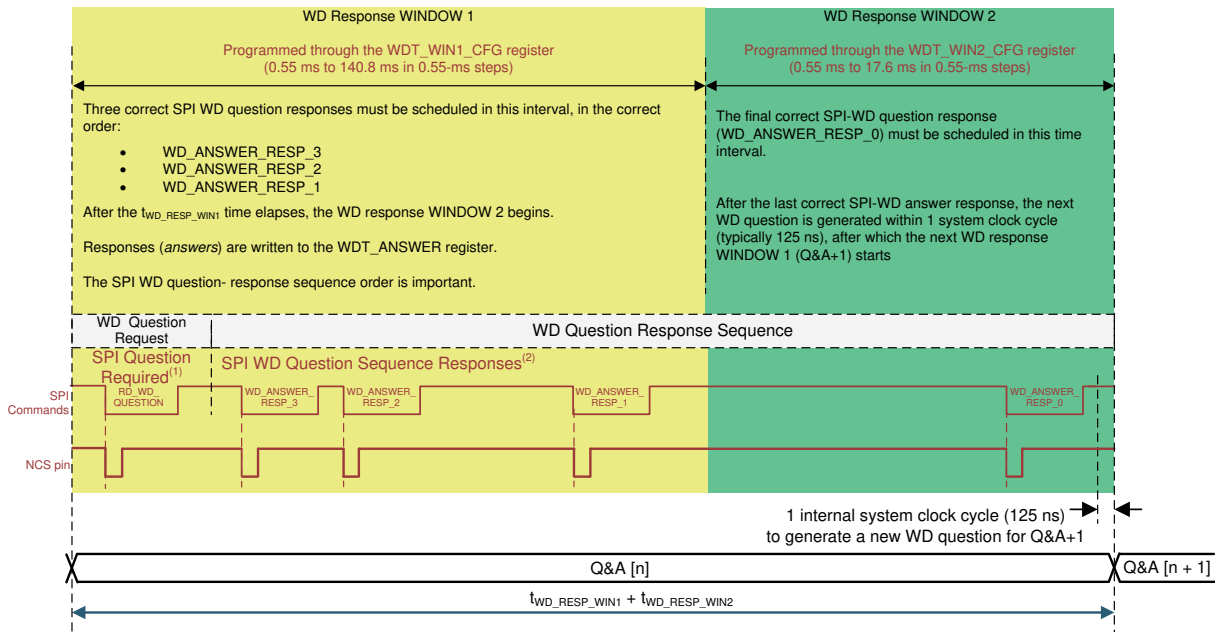 WD Response WINDOW 1
Programmed through the WDT_WIN1_CFG register
(0.55 ms to 140.8 ms in 0.55-ms steps)
Three correct SPI WD question responses must be scheduled in this interval, in the correct
order:
• WD_ANSWER_RESP_3
• WD_ANSWER_RESP_2
• WD_ANSWER_RESP_1
After the tWD_RESP_WIN1 time elapses, the WD response WINDOW 2 begins.
Responses (answers) are written to the WDT_ANSWER register.
The SPI WD question- response sequence order is important.
WD Response WINDOW 2
Programmed through the WDT_WIN2_CFG register
(0.55 ms to 17.6 ms in 0.55-ms steps)
The final correct SPI-WD question response
(WD_ANSWER_RESP_0) must be scheduled in this time
interval.
After the last correct SPI-WD answer response, the next
WD question is generated within 1 system clock cycle
(typically 125 ns), after which the next WD response
WINDOW 1 (Q&A+1) starts
WD Question
Request
WD Question Response Sequence
SPI Question
Required(1)
SPI WD Question Sequence Responses(2)
SPI
Commands
RD_WD_
QUESTION
WD_ANSWER_
RESP_3
WD_ANSWER_
RESP_2
WD_ANSWER_
RESP_1
WD_ANSWER_
RESP_0
NCS pin
1 internal system clock cycle (125 ns)
to generate a new WD question for Q&A+1
Q&A [n]
Q&A [n + 1]
tWD_RESP_WIN1 + tWD_RESP_WIN2